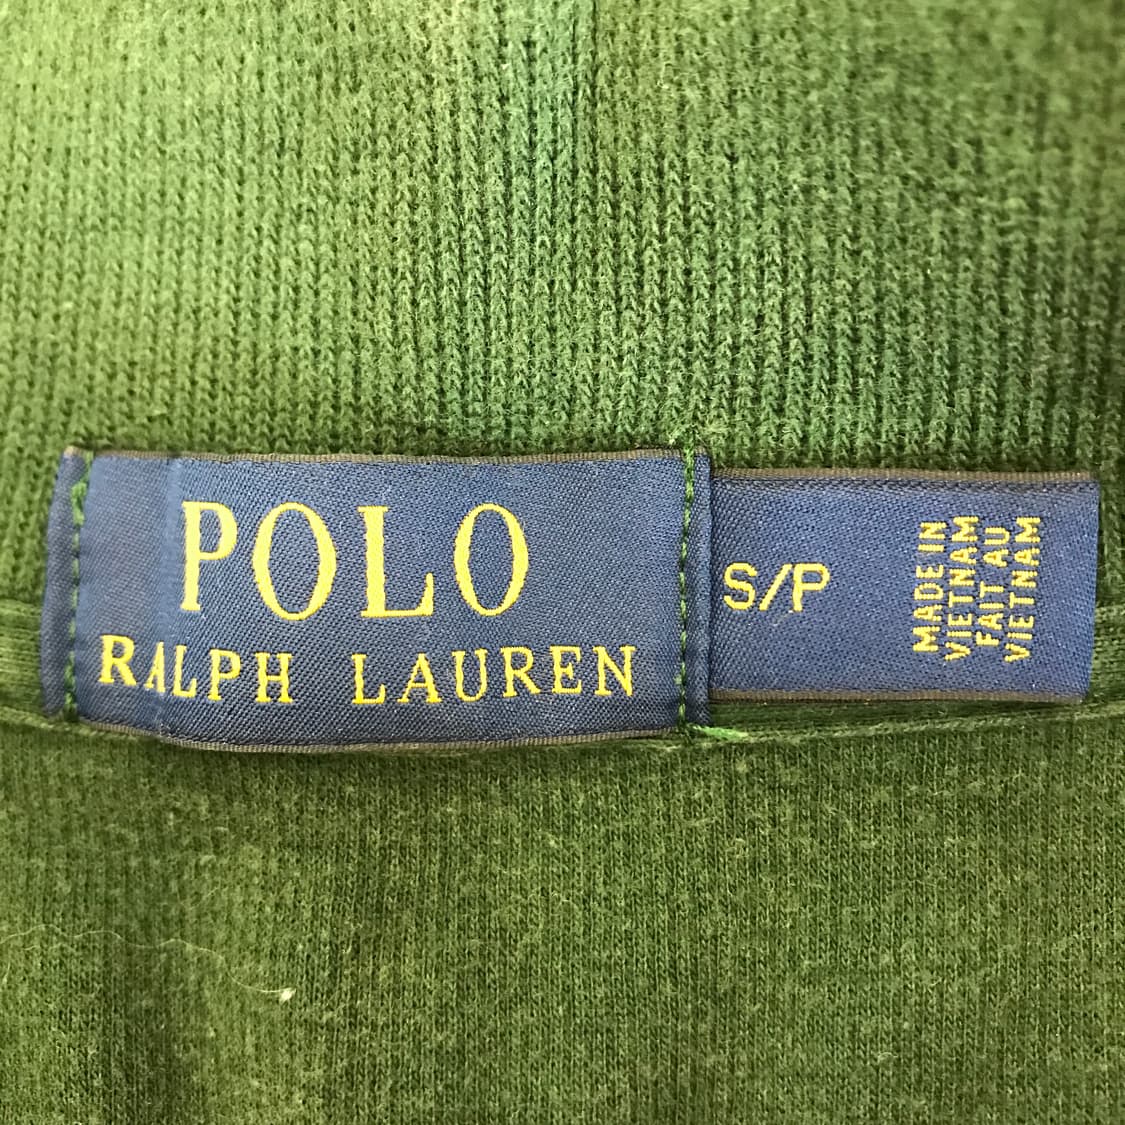 POLO
RALPH LAUREN
S/P
MADE IN
VIETNAM
FAIT AU
VIETNAM